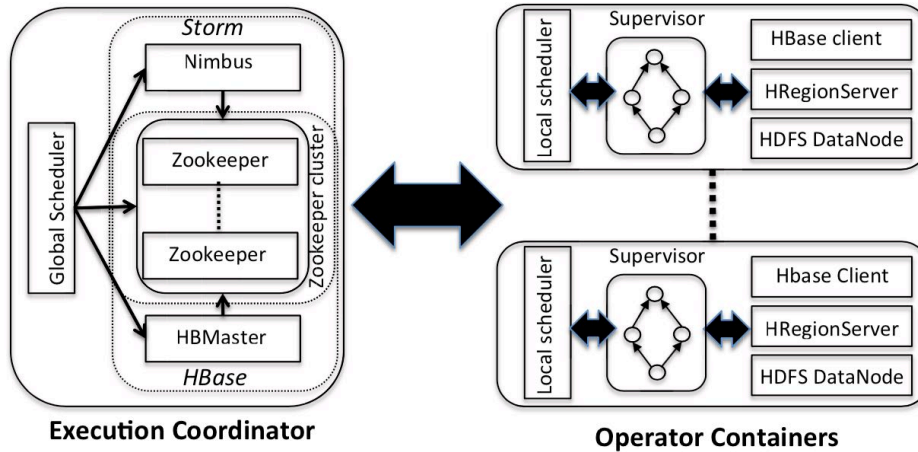 Storm
Nimbus
Global Scheduler
Zookeeper
Zookeeper
Zookeeper cluster
HBMaster
HBase
Execution Coordinator
Local scheduler
Supervisor
HBase client
HRegionServer
HDFS DataNode
Local scheduler
Supervisor
Hbase Client
HRegionServer
HDFS DataNode
Operator Containers